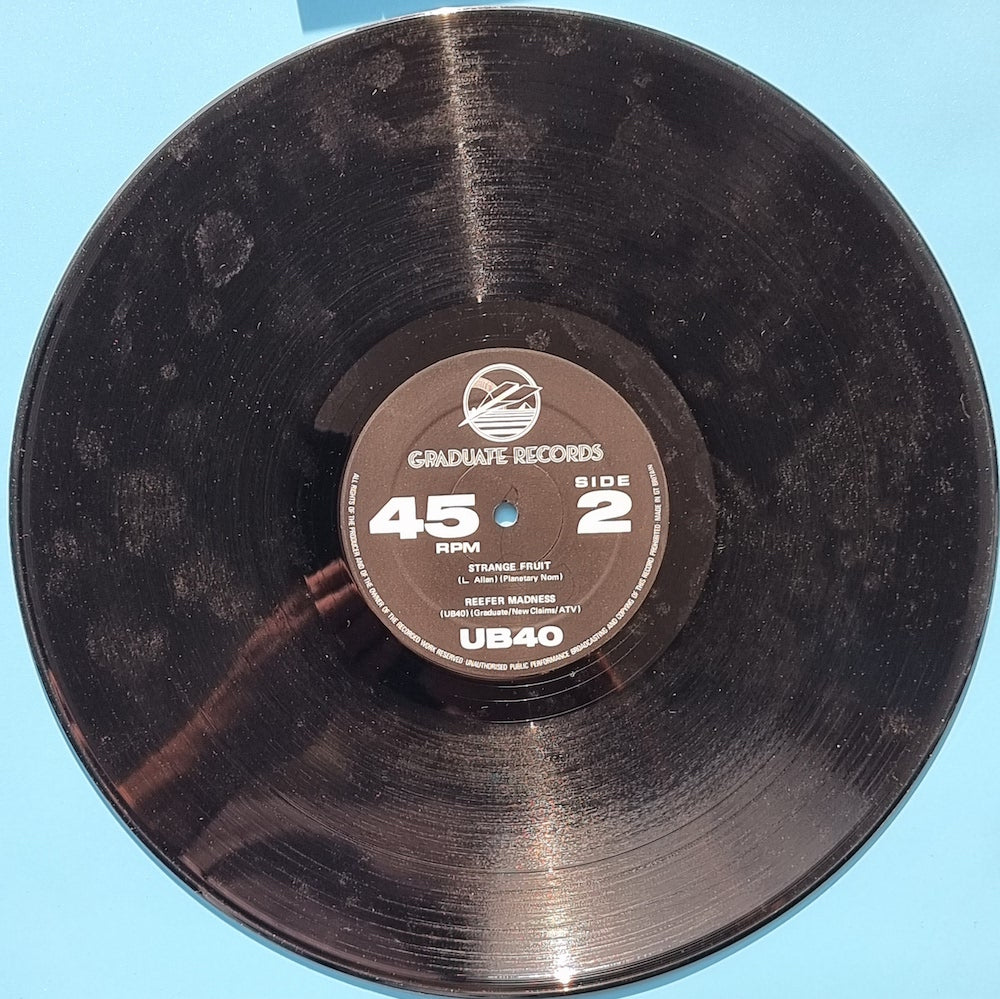 GRADUATE RECORDS
45
RPM
SIDE
2
STRANGE FRUIT
(L. Allan) (Planetary Nom)
REEFER MADNESS
(UB40) (Graduate/New Claims/ATV)
UB40
ALL RIGHTS OF THE PRODUCER AND OF THE OWNER OF THE RECORDED WORK RESERVED UNAUTHORISED PUBLIC PERFORMANCE BROADCASTING AND COPYING OF THIS RECORD PROHIBITED MADE IN GT BRITAIN